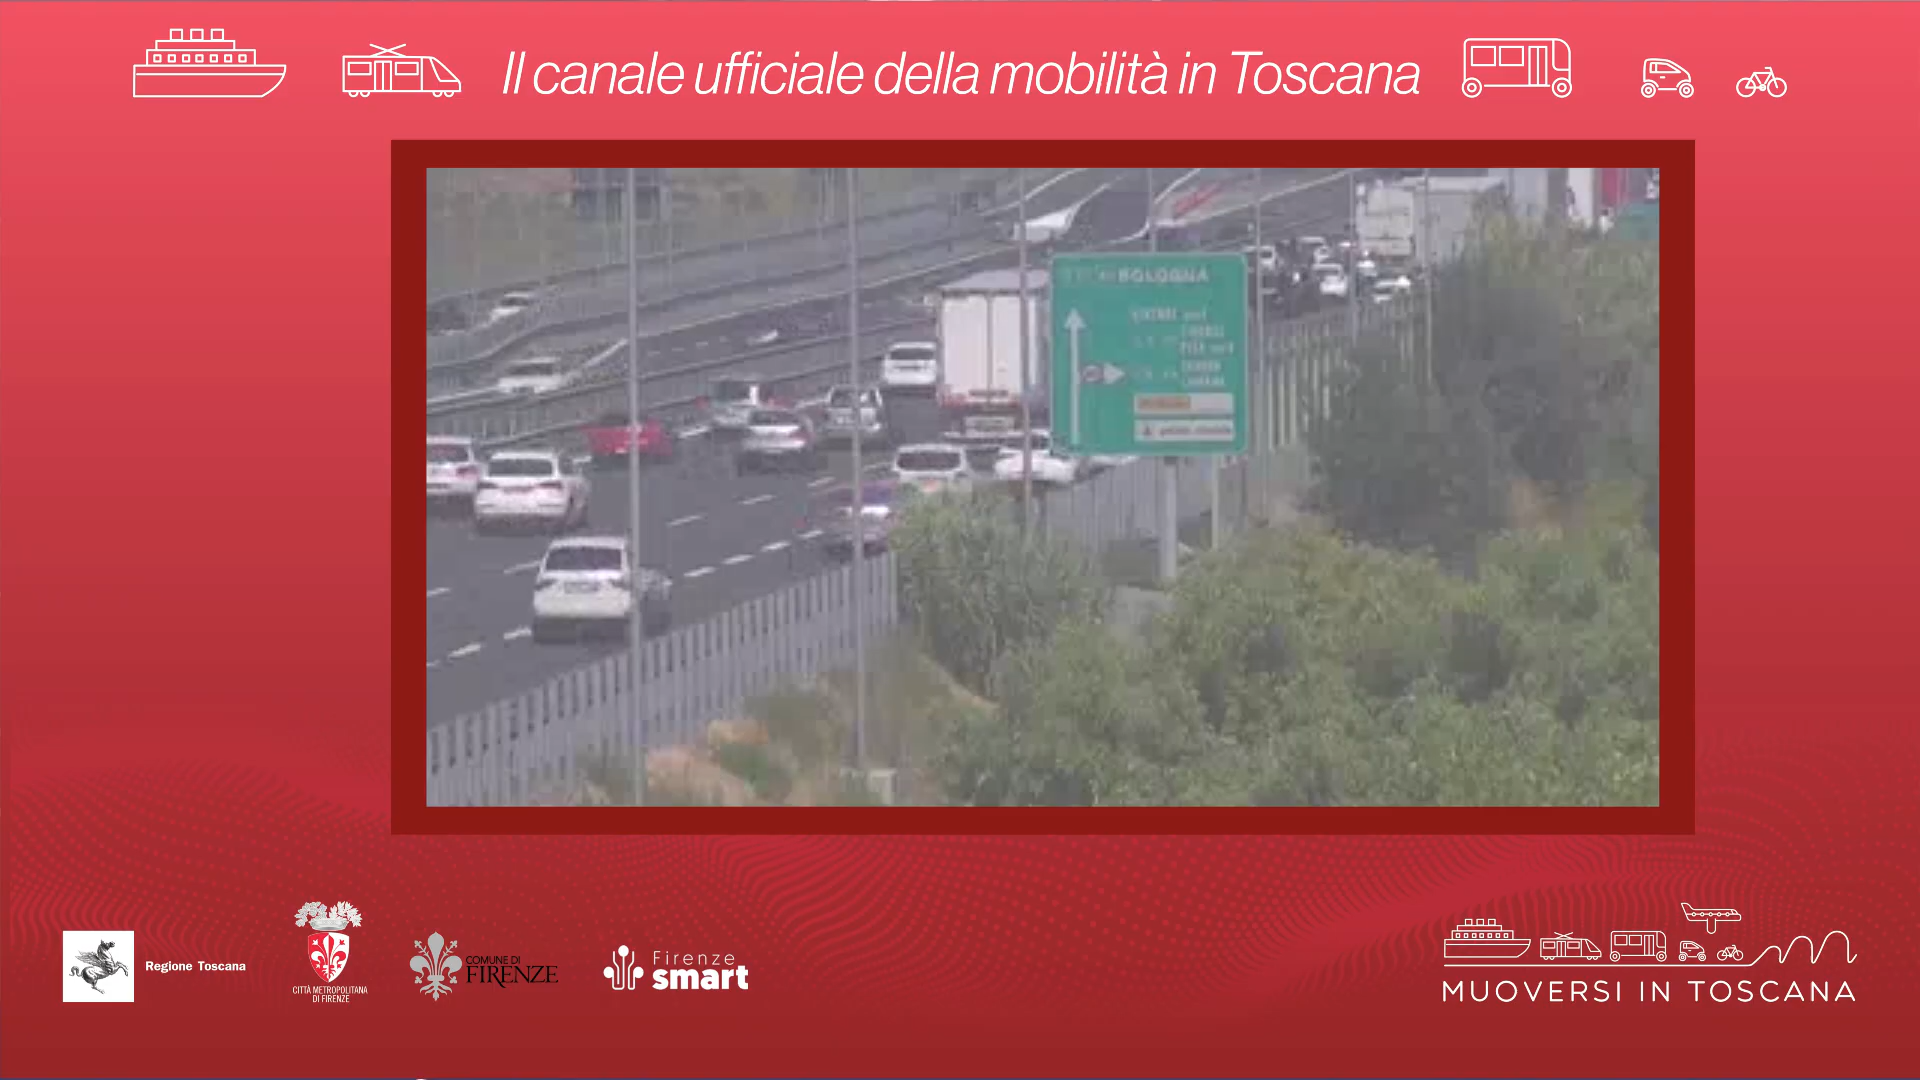 Il canale ufficiale della mobilità in Toscana
BOLOGNA
Regione Toscana
CITTÀ METROPOLITANA
DI FIRENZE
COMUNE DI
FIRENZE
Firenze
smart
MUOVERSI IN TOSCANA